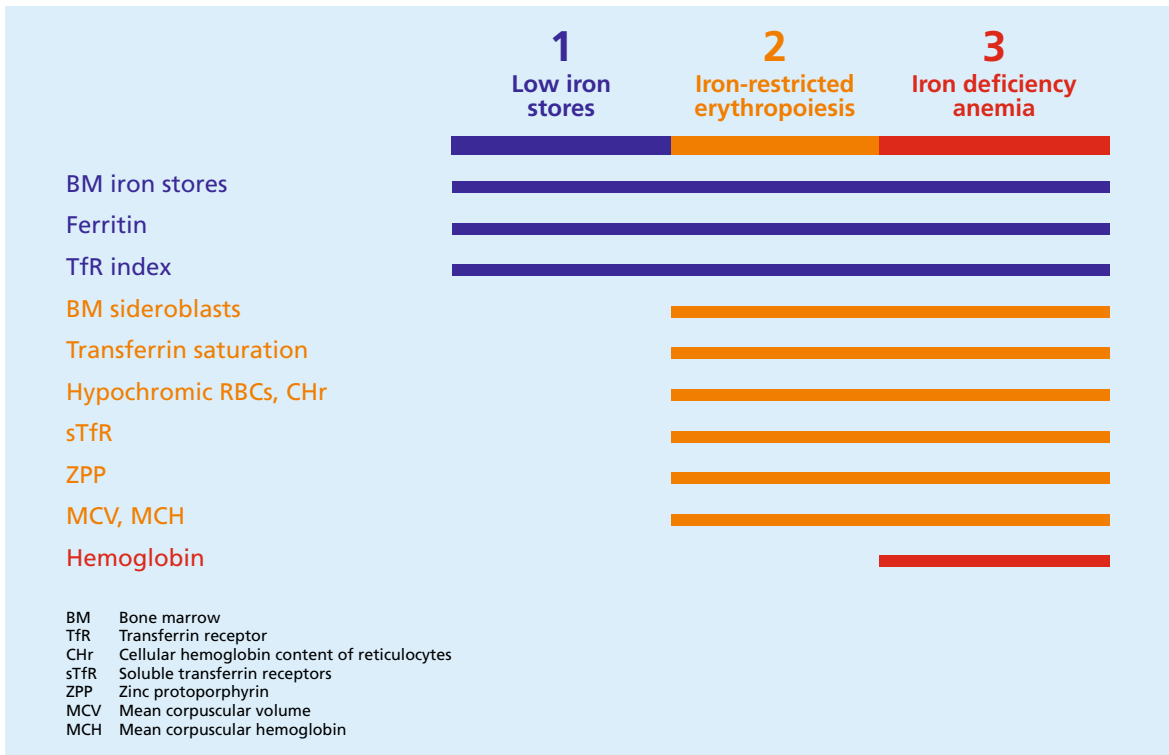 1 2 3
Low iron stores Iron-restricted erythropoiesis Iron deficiency anemia
BM iron stores
Ferritin
TfR index
BM sideroblasts
Transferrin saturation
Hypochromic RBCs, CHr
sTfR
ZPP
MCV, MCH
Hemoglobin
BM Bone marrow
TfR Transferrin receptor
CHr Cellular hemoglobin content of reticulocytes
sTfR Soluble transferrin receptors
ZPP Zinc protoporphyrin
MCV Mean corpuscular volume
MCH Mean corpuscular hemoglobin